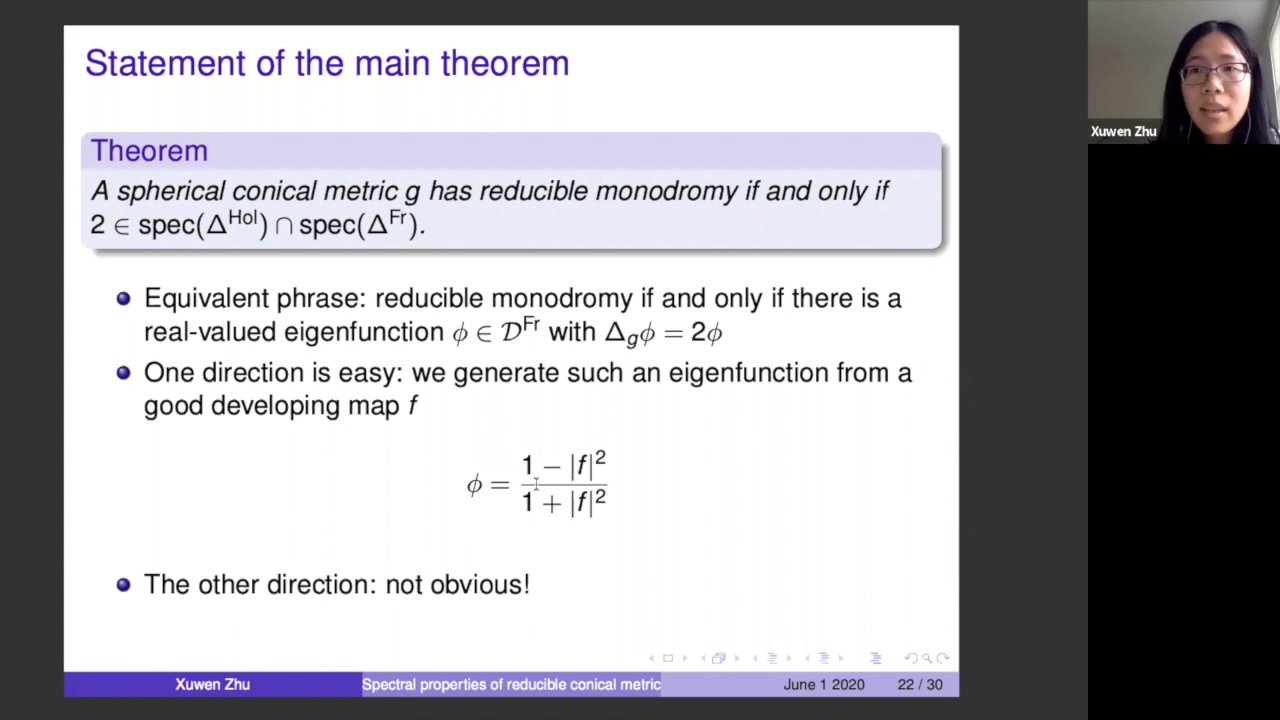 Statement of the main theorem
Theorem
A spherical conical metric g has reducible monodromy if and only if
2 ∈ spec(Δ^Hol) ∩ spec(Δ^Fr).
Equivalent phrase: reducible monodromy if and only if there is a
real-valued eigenfunction ϕ ∈ 𝒟^Fr with Δ_gϕ = 2ϕ
One direction is easy: we generate such an eigenfunction from a
good developing map f
ϕ = (1 − |f|²) / (1 + |f|²)
The other direction: not obvious!
Xuwen Zhu
Spectral properties of reducible conical metric
June 1 2020
22 / 30
Xuwen Zhu